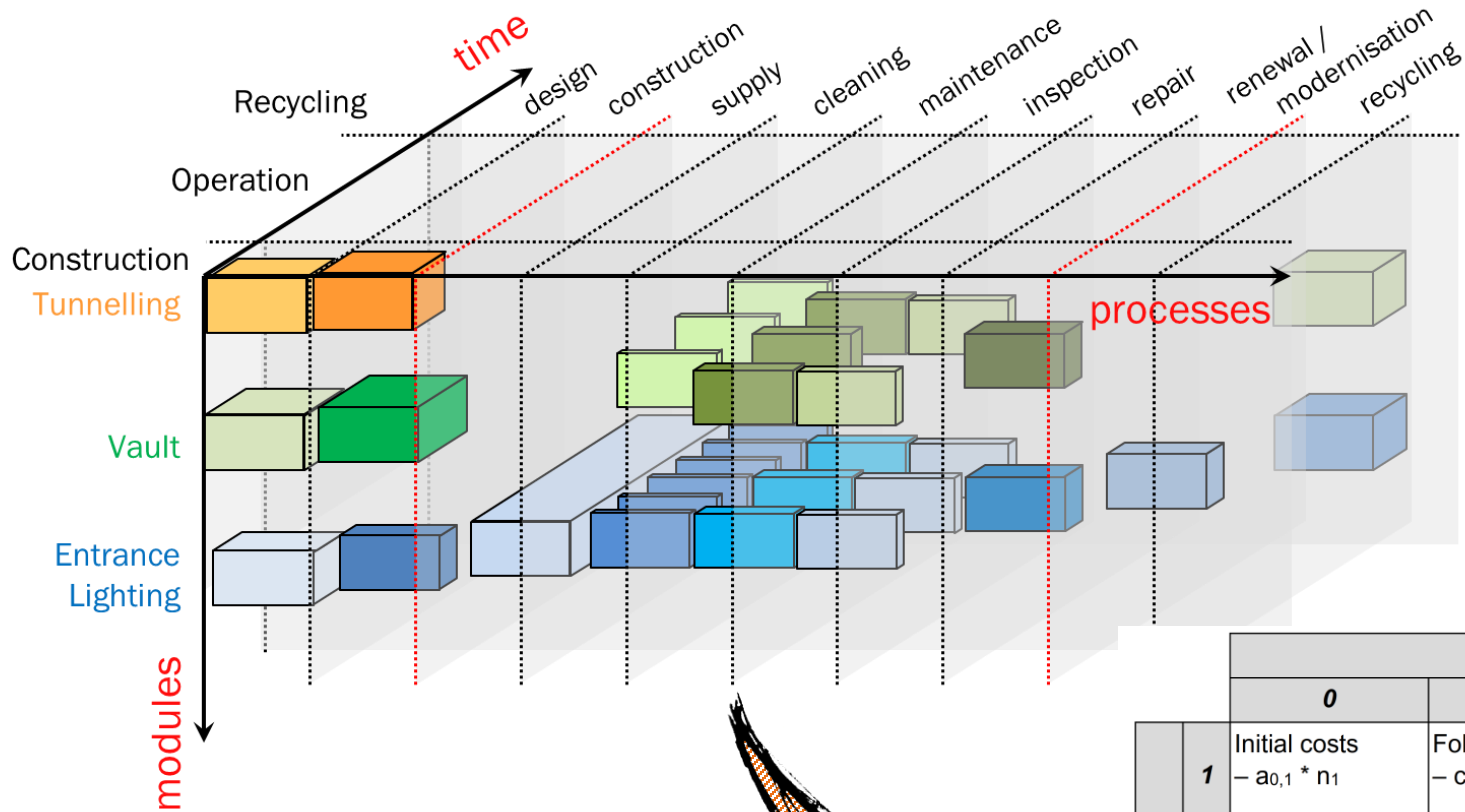 time
Recycling
Operation
Construction
design
construction
supply
cleaning
maintenance
inspection
repair
renewal /
modernisation
recycling
processes
Tunnelling
Vault
Entrance
Lighting
modules
0
1
Initial costs
– a0,1 * n1
– c